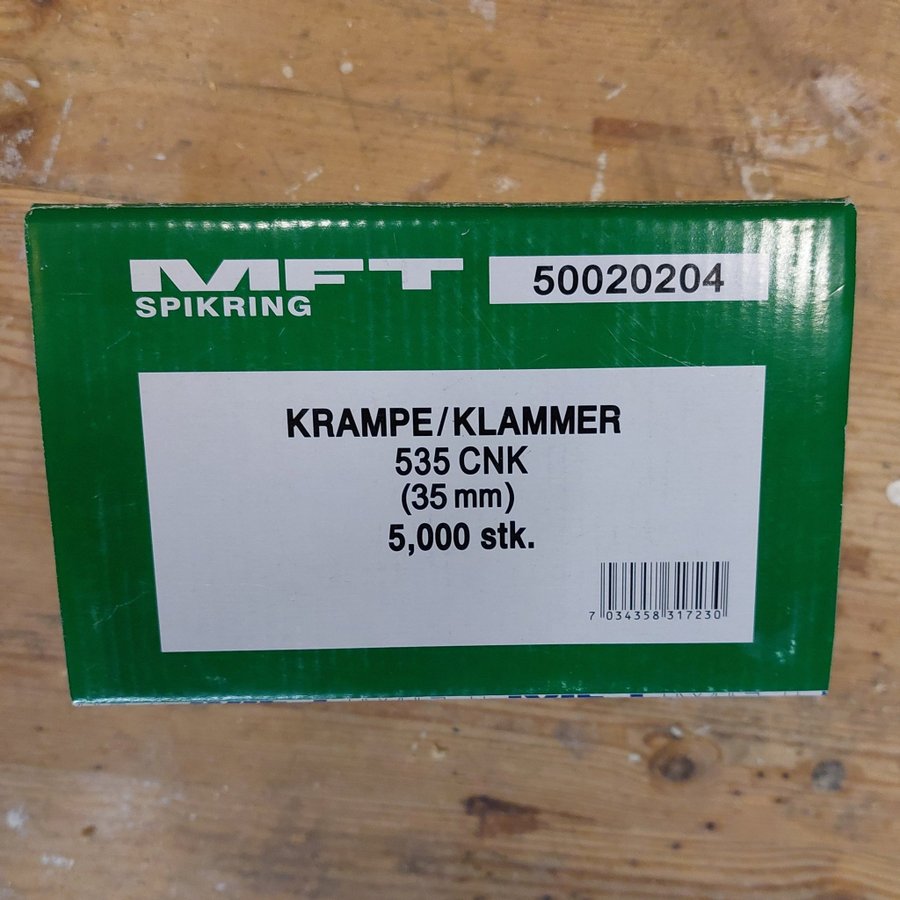 MFT
SPIKRING
50020204
KRAMPE/KLAMMER
535 CNK
(35 mm)
5,000 stk.
7 034358 317230